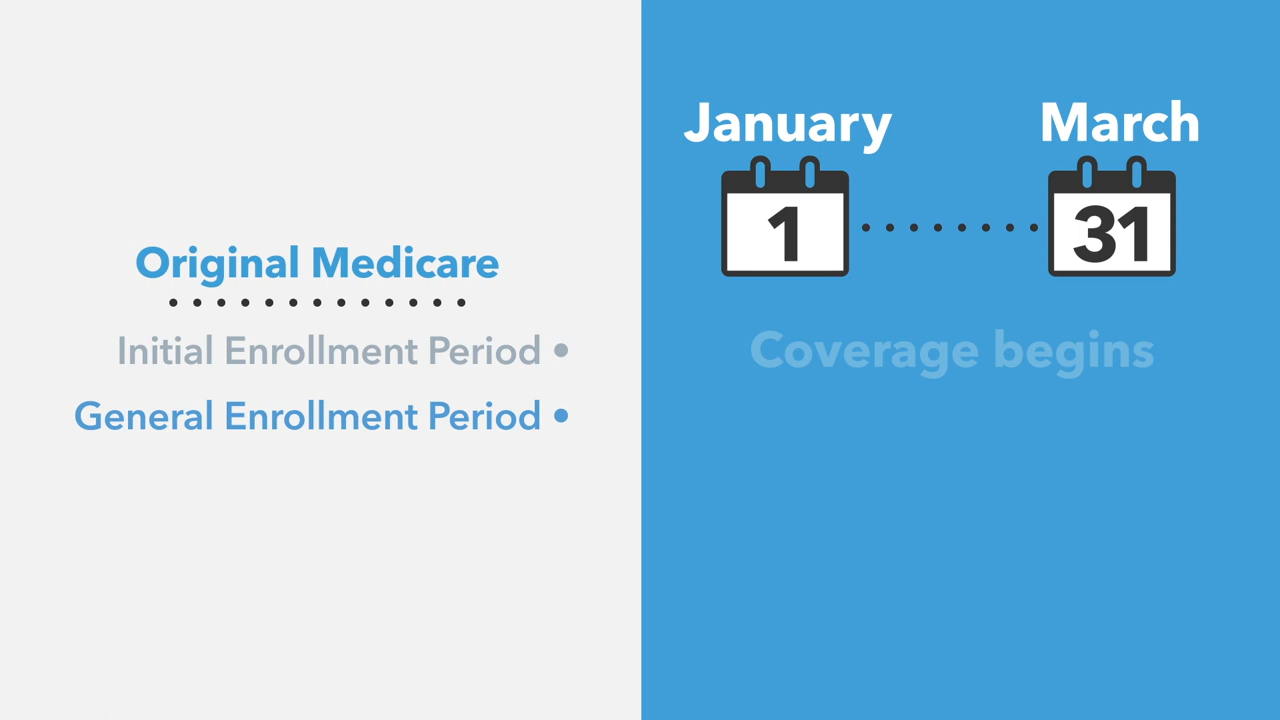 Original Medicare
Initial Enrollment Period •
General Enrollment Period •
January
March
1
31
Coverage begins